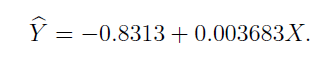 Ŷ = −0.8313 + 0.003683X.